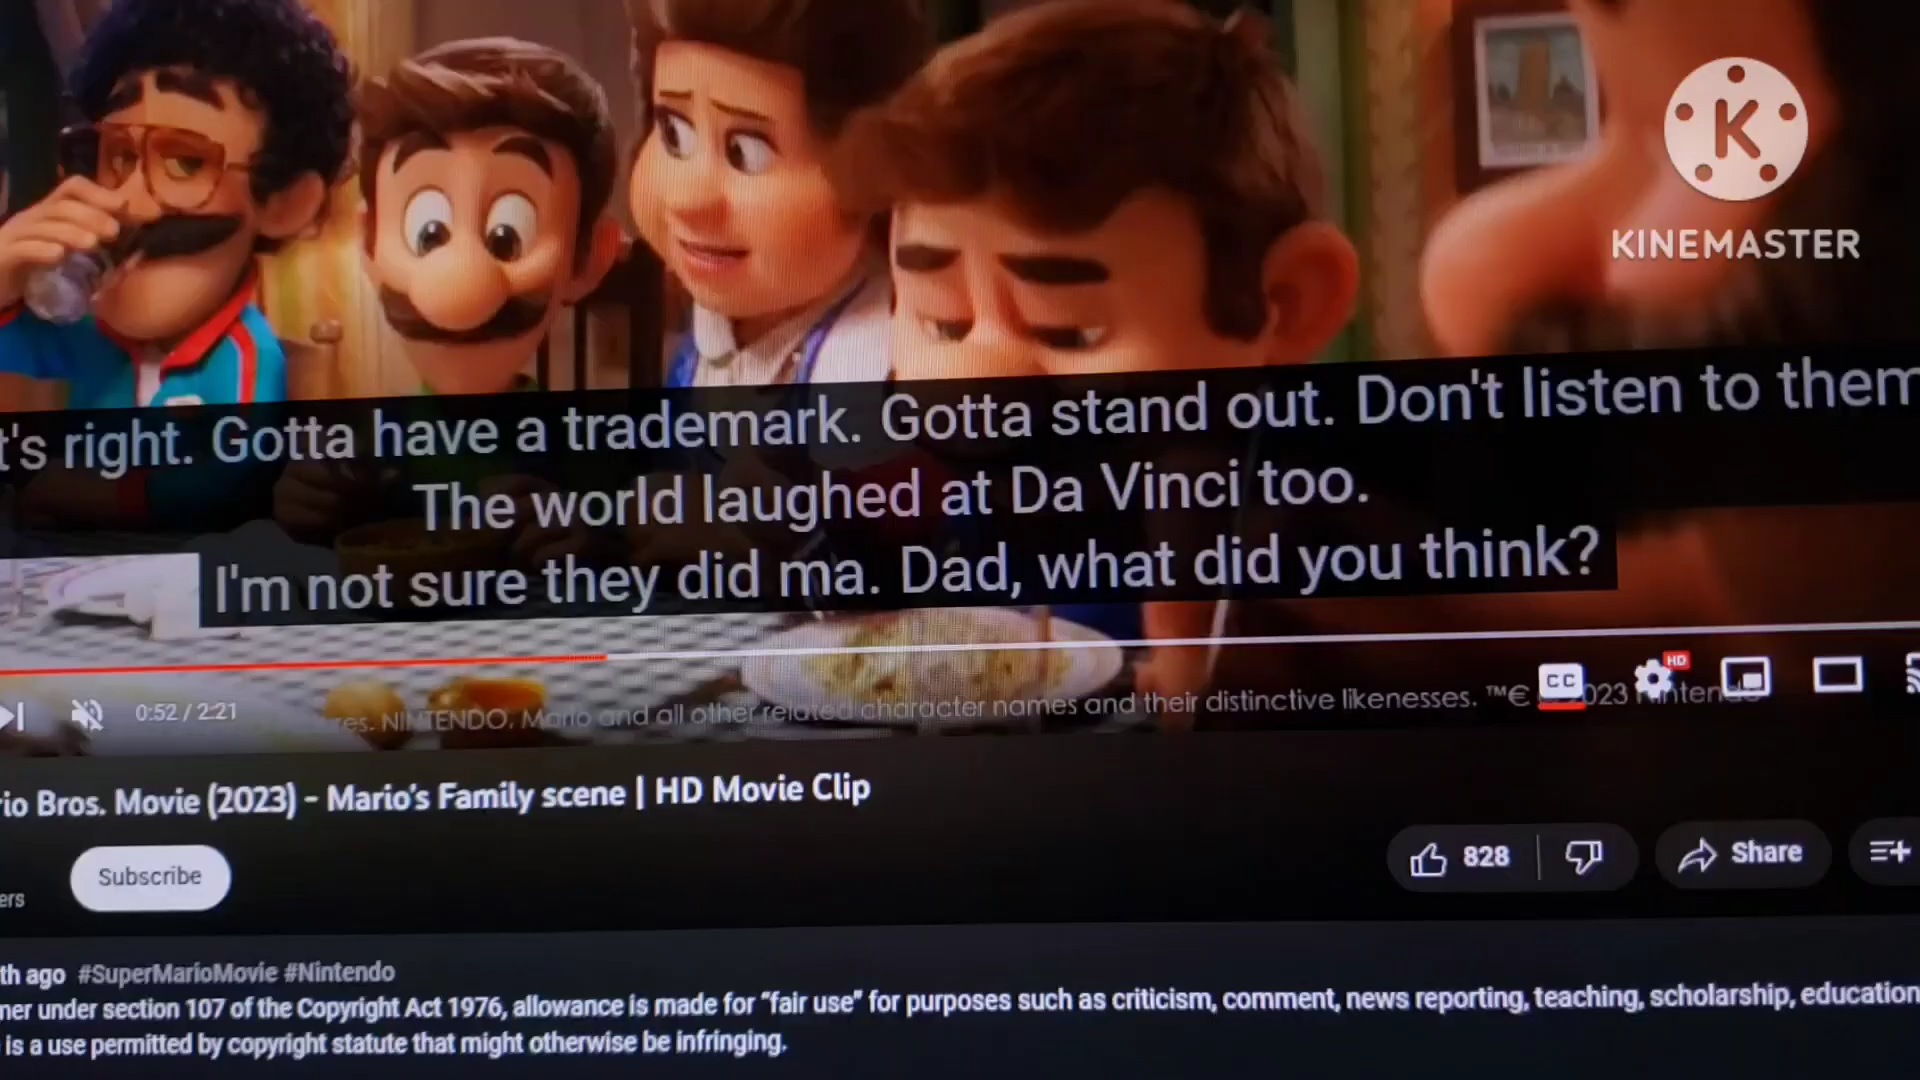 K
KINEMASTER
t's right. Gotta have a trademark. Gotta stand out. Don't listen to them
The world laughed at Da Vinci too.
I'm not sure they did ma. Dad, what did you think?
HD
CC
0:52 / 2:21
res. NINTENDO, Mario and all other related character names and their distinctive likenesses. ™€ 2023 Nintendo
rio Bros. Movie (2023) - Mario's Family scene | HD Movie Clip
Subscribe
828
Share
ers
th ago #SuperMarioMovie #Nintendo
ner under section 107 of the Copyright Act 1976, allowance is made for “fair use” for purposes such as criticism, comment, news reporting, teaching, scholarship, education
is a use permitted by copyright statute that might otherwise be infringing.